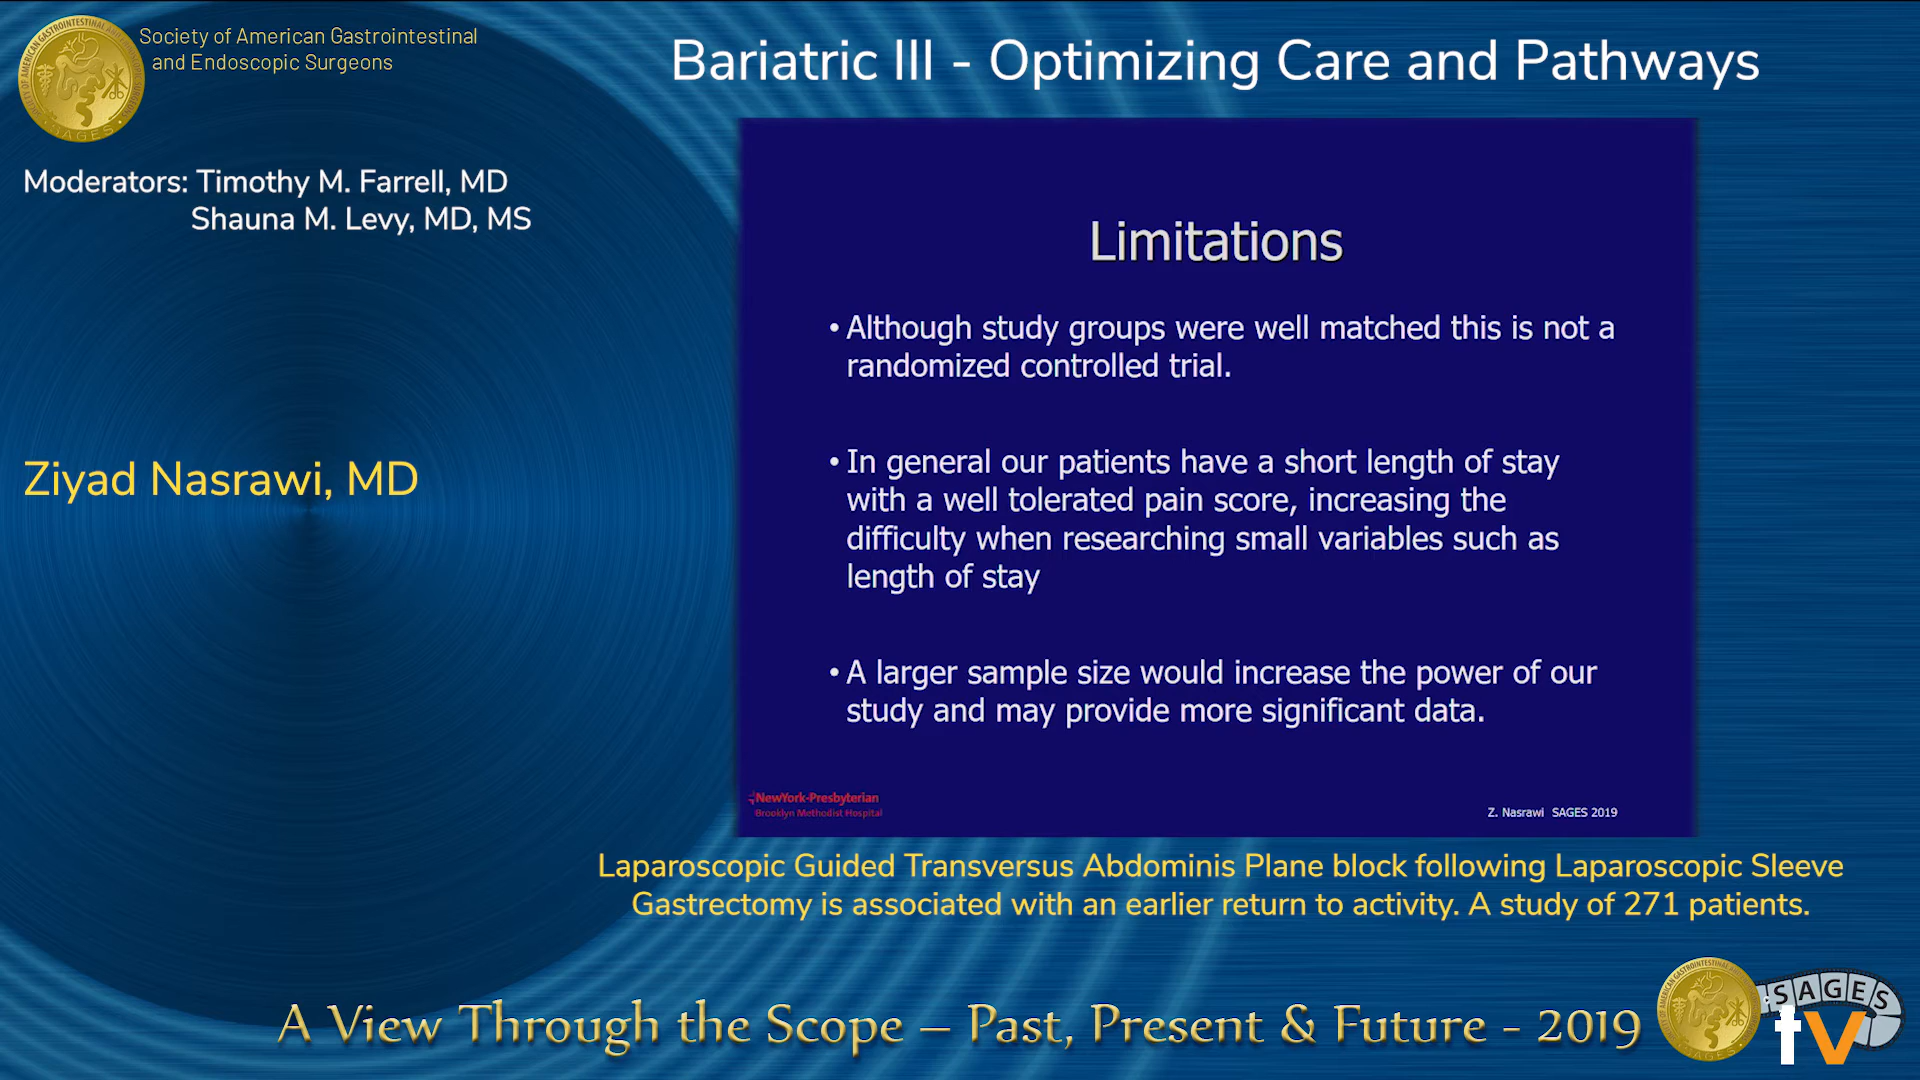 Society of American Gastrointestinal
and Endoscopic Surgeons
Bariatric III - Optimizing Care and Pathways
Moderators: Timothy M. Farrell, MD
Shauna M. Levy, MD, MS
Ziyad Nasrawi, MD
Limitations
• Although study groups were well matched this is not a
randomized controlled trial.
• In general our patients have a short length of stay
with a well tolerated pain score, increasing the
difficulty when researching small variables such as
length of stay
• A larger sample size would increase the power of our
study and may provide more significant data.
NewYork-Presbyterian
Brooklyn Methodist Hospital
Z. Nasrawi SAGES 2019
Laparoscopic Guided Transversus Abdominis Plane block following Laparoscopic Sleeve
Gastrectomy is associated with an earlier return to activity. A study of 271 patients.
A View Through the Scope – Past, Present & Future - 2019
SAGES
tv